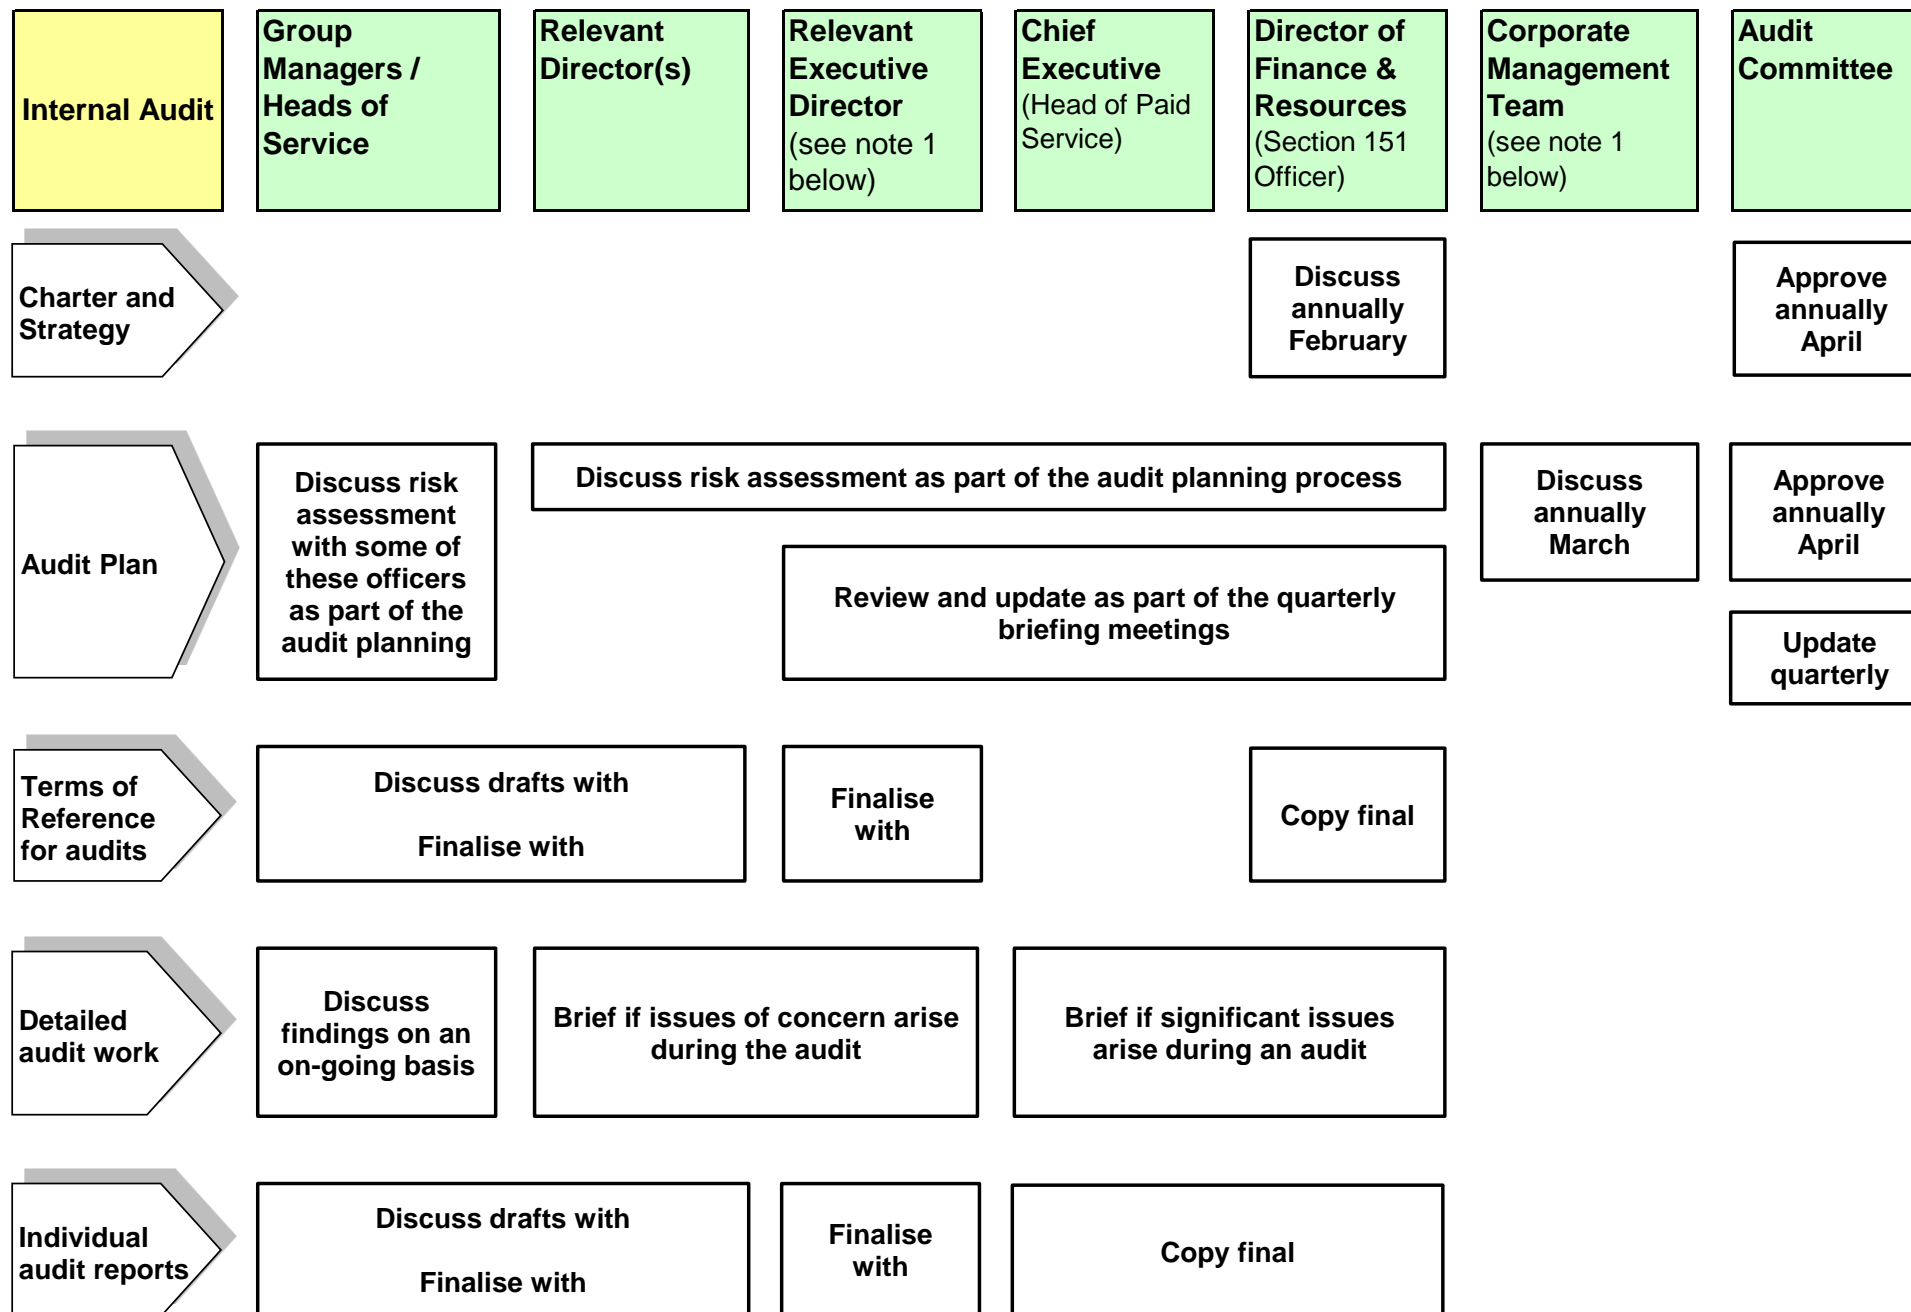 Internal Audit
Group
Managers /
Heads of
Service
Relevant
Director(s)
Relevant
Executive
Director
(see note 1
below)
Chief
Executive
(Head of Paid
Service)
Director of
Finance &
Resources
(Section 151
Officer)
Corporate
Management
Team
(see note 1
below)
Audit
Committee
Charter and
Strategy
Discuss
annually
February
Approve
annually
April
Audit Plan
Discuss risk
assessment
with some of
these officers
as part of the
audit planning
Discuss risk assessment as part of the audit planning process
Review and update as part of the quarterly
briefing meetings
Discuss
annually
March
Approve
annually
April
Update
quarterly
Terms of
Reference
for audits
Discuss drafts with
Finalise with
Finalise
with
Copy final
Detailed
audit work
Discuss
findings on an
on-going basis
Brief if issues of concern arise
during the audit
Brief if significant issues
arise during an audit
Individual
audit reports
Discuss drafts with
Finalise with
Finalise
with
Copy final